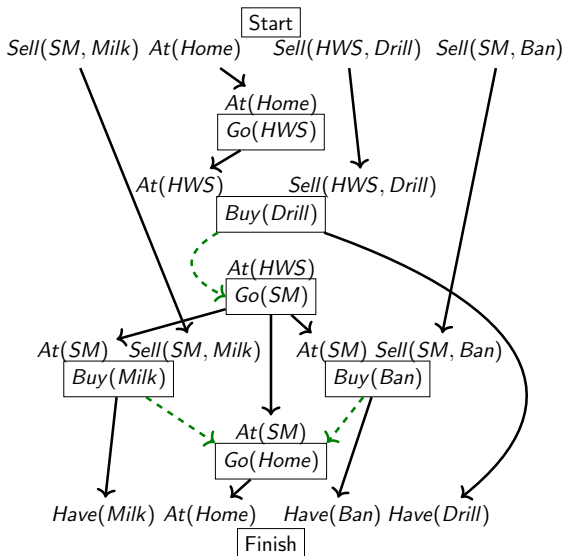 Start
Sell(SM, Milk) At(Home) Sell(HWS, Drill) Sell(SM, Ban)
At(Home)
Go(HWS)
At(HWS) Sell(HWS, Drill)
Buy(Drill)
At(HWS)
Go(SM)
At(SM) Sell(SM, Milk) At(SM) Sell(SM, Ban)
Buy(Milk) Buy(Ban)
At(SM)
Go(Home)
Have(Milk) At(Home) Have(Ban) Have(Drill)
Finish